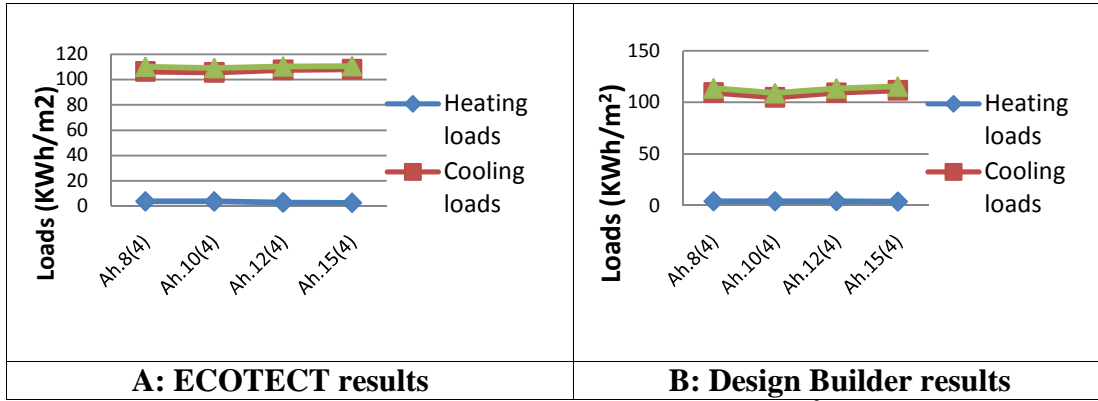 120
100
80
60
40
20
0
Loads (KWh/m2)
Ah.8(4)
Ah.10(4)
Ah.12(4)
Ah.15(4)
Heating
loads
Cooling
loads
A: ECOTECT results
150
100
50
0
Loads (KWh/m²)
Ah.8(4)
Ah.10(4)
Ah.12(4)
Ah.15(4)
Heating
loads
Cooling
loads
B: Design Builder results